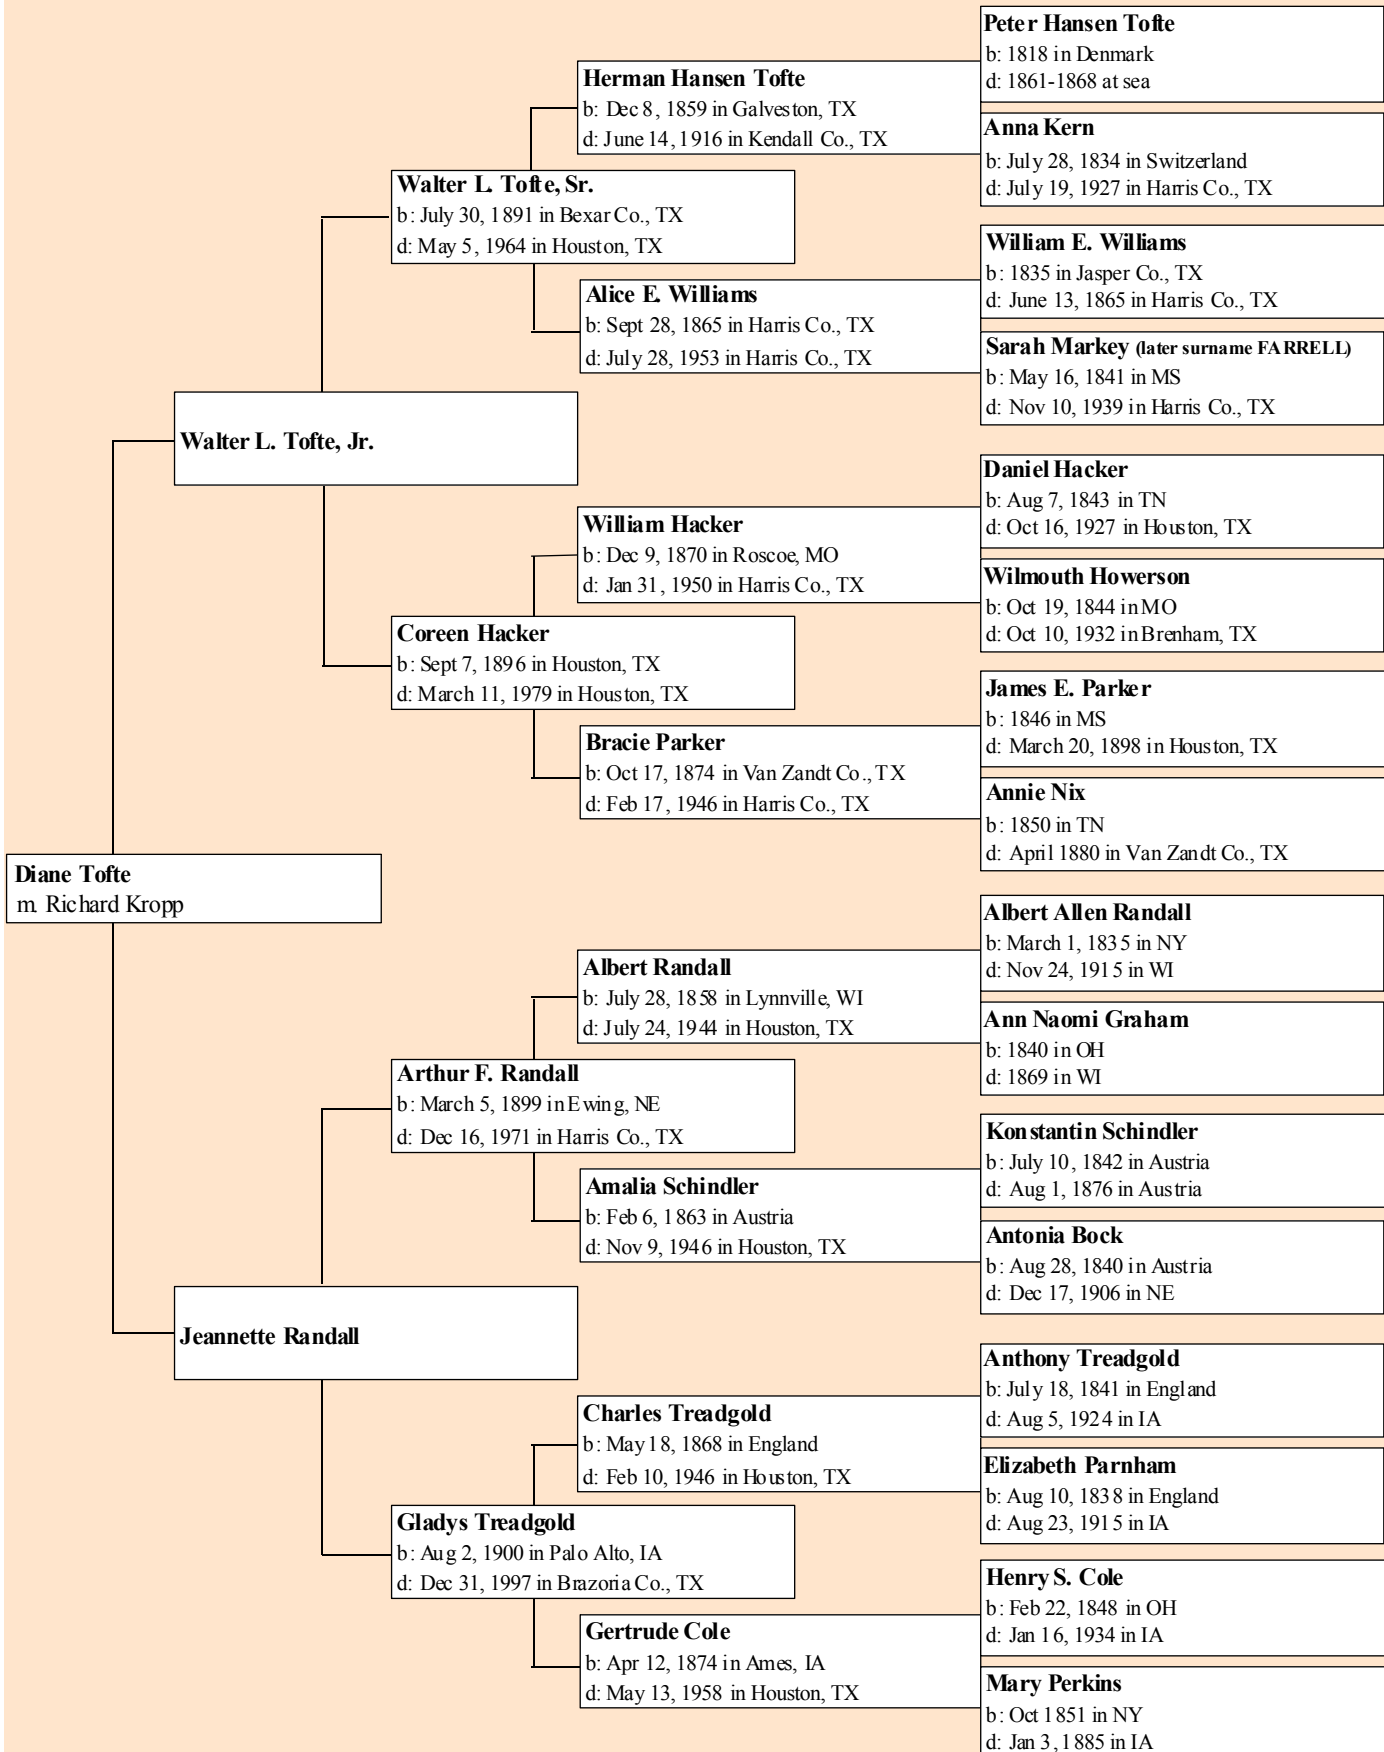 Peter Hansen Tofte
b: 1818 in Denmark
d: 1861-1868 at sea
Herman Hansen Tofte
b: Dec 8, 1859 in Galveston, TX
d: June 14, 1916 in Kendall Co., TX
Anna Kern
b: July 28, 1834 in Switzerland
d: July 19, 1927 in Harris Co., TX
Walter L. Tofte, Sr.
b: July 30, 1891 in Bexar Co., TX
d: May 5, 1964 in Houston, TX
William E. Williams
b: 1835 in Jasper Co., TX
d: June 13, 1865 in Harris Co., TX
Alice E. Williams
b: Sept 28, 1865 in Harris Co., TX
d: July 28, 1953 in Harris Co., TX
Sarah Markey (later surname FARRELL)
b: May 16, 1841 in MS
d: Nov 10, 1939 in Harris Co., TX
Walter L. Tofte, Jr.
Daniel Hacker
b: Aug 7, 1843 in TN
d: Oct 16, 1927 in Houston, TX
William Hacker
b: Dec 9, 1870 in Roscoe, MO
d: Jan 31, 1950 in Harris Co., TX
Wilmouth Howerson
b: Oct 19, 1844 in MO
d: Oct 10, 1932 in Brenham, TX
Coreen Hacker
b: Sept 7, 1896 in Houston, TX
d: March 11, 1979 in Houston, TX
James E. Parker
b: 1846 in MS
d: March 20, 1898 in Houston, TX
Bracie Parker
b: Oct 17, 1874 in Van Zandt Co., TX
d: Feb 17, 1946 in Harris Co., TX
Annie Nix
b: 1850 in TN
d: April 1880 in Van Zandt Co., TX
Diane Tofte
m. Richard Kropp
Albert Allen Randall
b: March 1, 1835 in NY
d: Nov 24, 1915 in WI
Albert Randall
b: July 28, 1858 in Lynnville, WI
d: July 24, 1944 in Houston, TX
Ann Naomi Graham
b: 1840 in OH
d: 1869 in WI
Arthur F. Randall
b: March 5, 1899 in Ewing, NE
d: Dec 16, 1971 in Harris Co., TX
Konstantin Schindler
b: July 10, 1842 in Austria
d: Aug 1, 1876 in Austria
Amalia Schindler
b: Feb 6, 1863 in Austria
d: Nov 9, 1946 in Houston, TX
Antonia Bock
b: Aug 28, 1840 in Austria
d: Dec 17, 1906 in NE
Jeannette Randall
Anthony Treadgold
b: July 18, 1841 in England
d: Aug 5, 1924 in IA
Charles Treadgold
b: May 18, 1868 in England
d: Feb 10, 1946 in Houston, TX
Elizabeth Parnham
b: Aug 10, 1838 in England
d: Aug 23, 1915 in IA
Gladys Treadgold
b: Aug 2, 1900 in Palo Alto, IA
d: Dec 31, 1997 in Brazoria Co., TX
Henry S. Cole
b: Feb 22, 1848 in OH
d: Jan 16, 1934 in IA
Gertrude Cole
b: Apr 12, 1874 in Ames, IA
d: May 13, 1958 in Houston, TX
Mary Perkins
b: Oct 1851 in NY
d: Jan 3, 1885 in IA